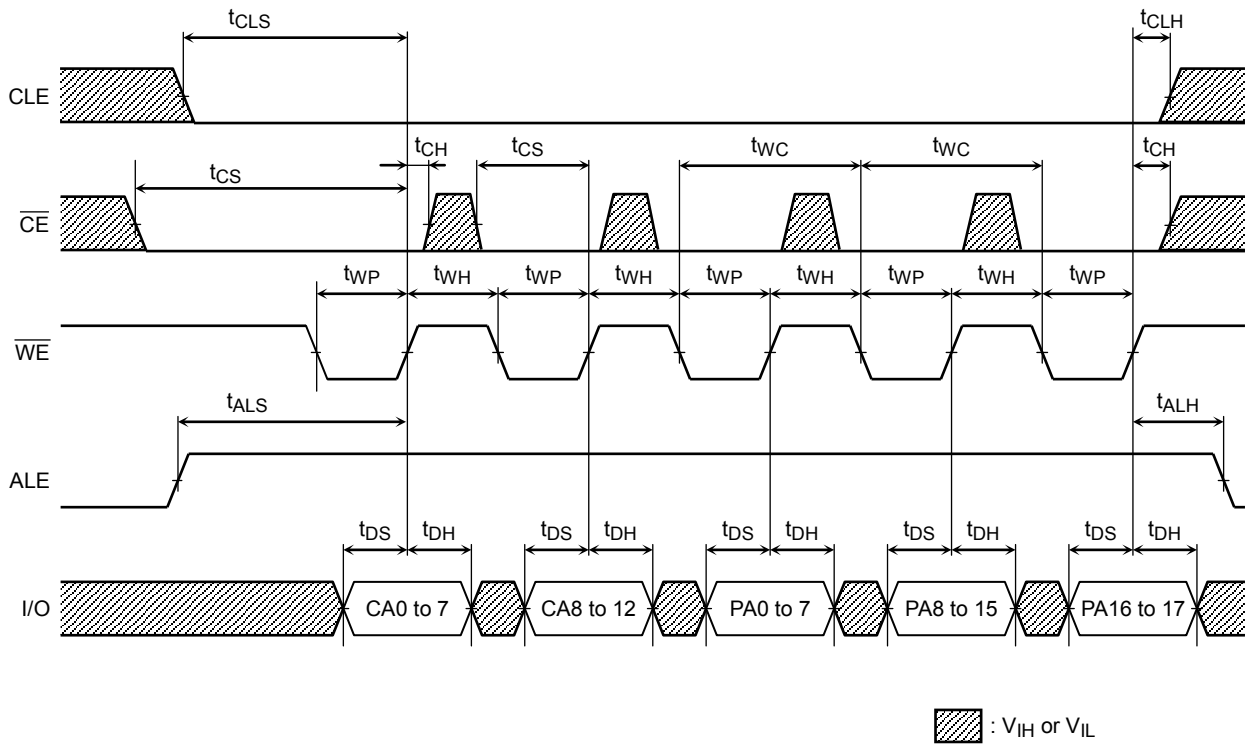 tCLS tCLH
CLE
tCH tCS tWC tWC tCH
tCS
CE
tWP tWH tWP tWH tWP tWH tWP tWH tWP
WE
tALS tALH
ALE
tDS tDH tDS tDH tDS tDH tDS tDH tDS tDH
I/O CA0 to 7 CA8 to 12 PA0 to 7 PA8 to 15 PA16 to 17
: VIH or VIL